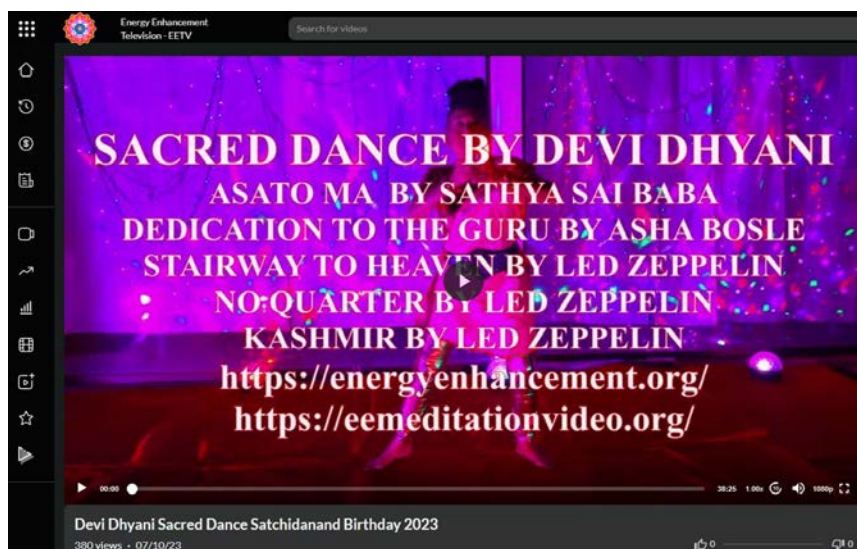 Energy Enhancement
Television - EETV
Search for videos
SACRED DANCE BY DEVI DHYANI
ASATO MA BY SATHYA SAI BABA
DEDICATION TO THE GURU BY ASHA BOSLE
STAIRWAY TO HEAVEN BY LED ZEPPELIN
NO QUARTER BY LED ZEPPELIN
KASHMIR BY LED ZEPPELIN
https://energyenhancement.org/
https://eemeditationvideo.org/
00:00 38:25 1.00x 1080p
Devi Dhyani Sacred Dance Satchidanand Birthday 2023
380 views • 07/10/23 0 0